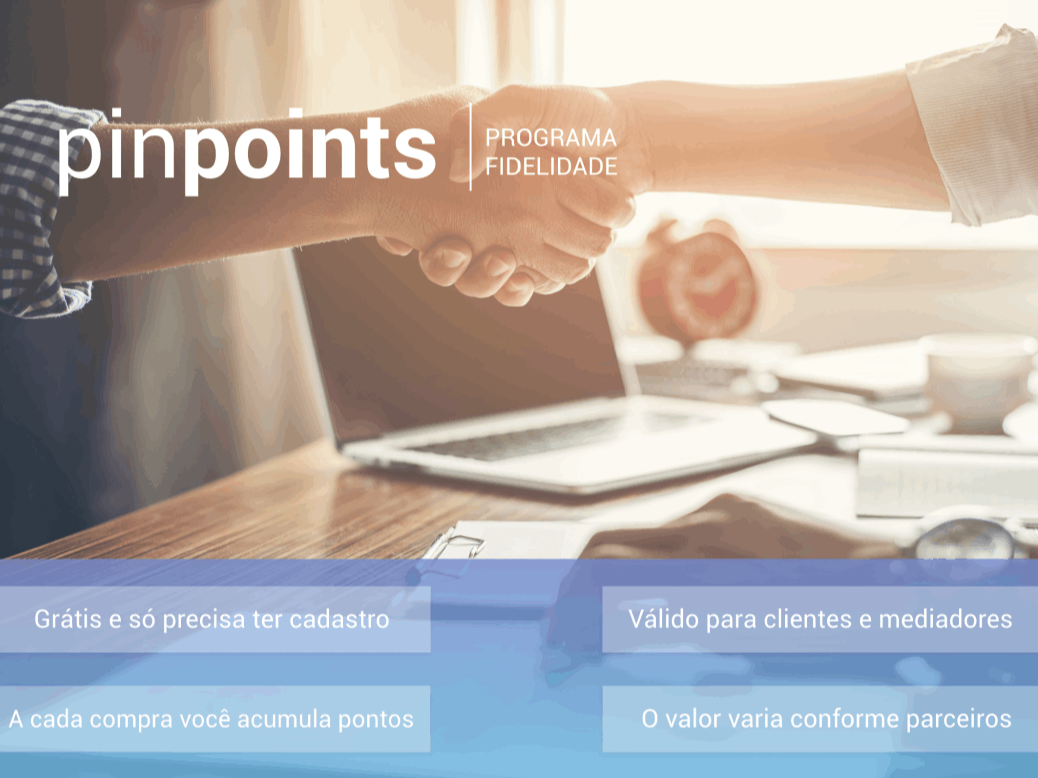 pinpoints
PROGRAMA
FIDELIDADE
Grátis e só precisa ter cadastro
Válido para clientes e mediadores
A cada compra você acumula pontos
O valor varia conforme parceiros